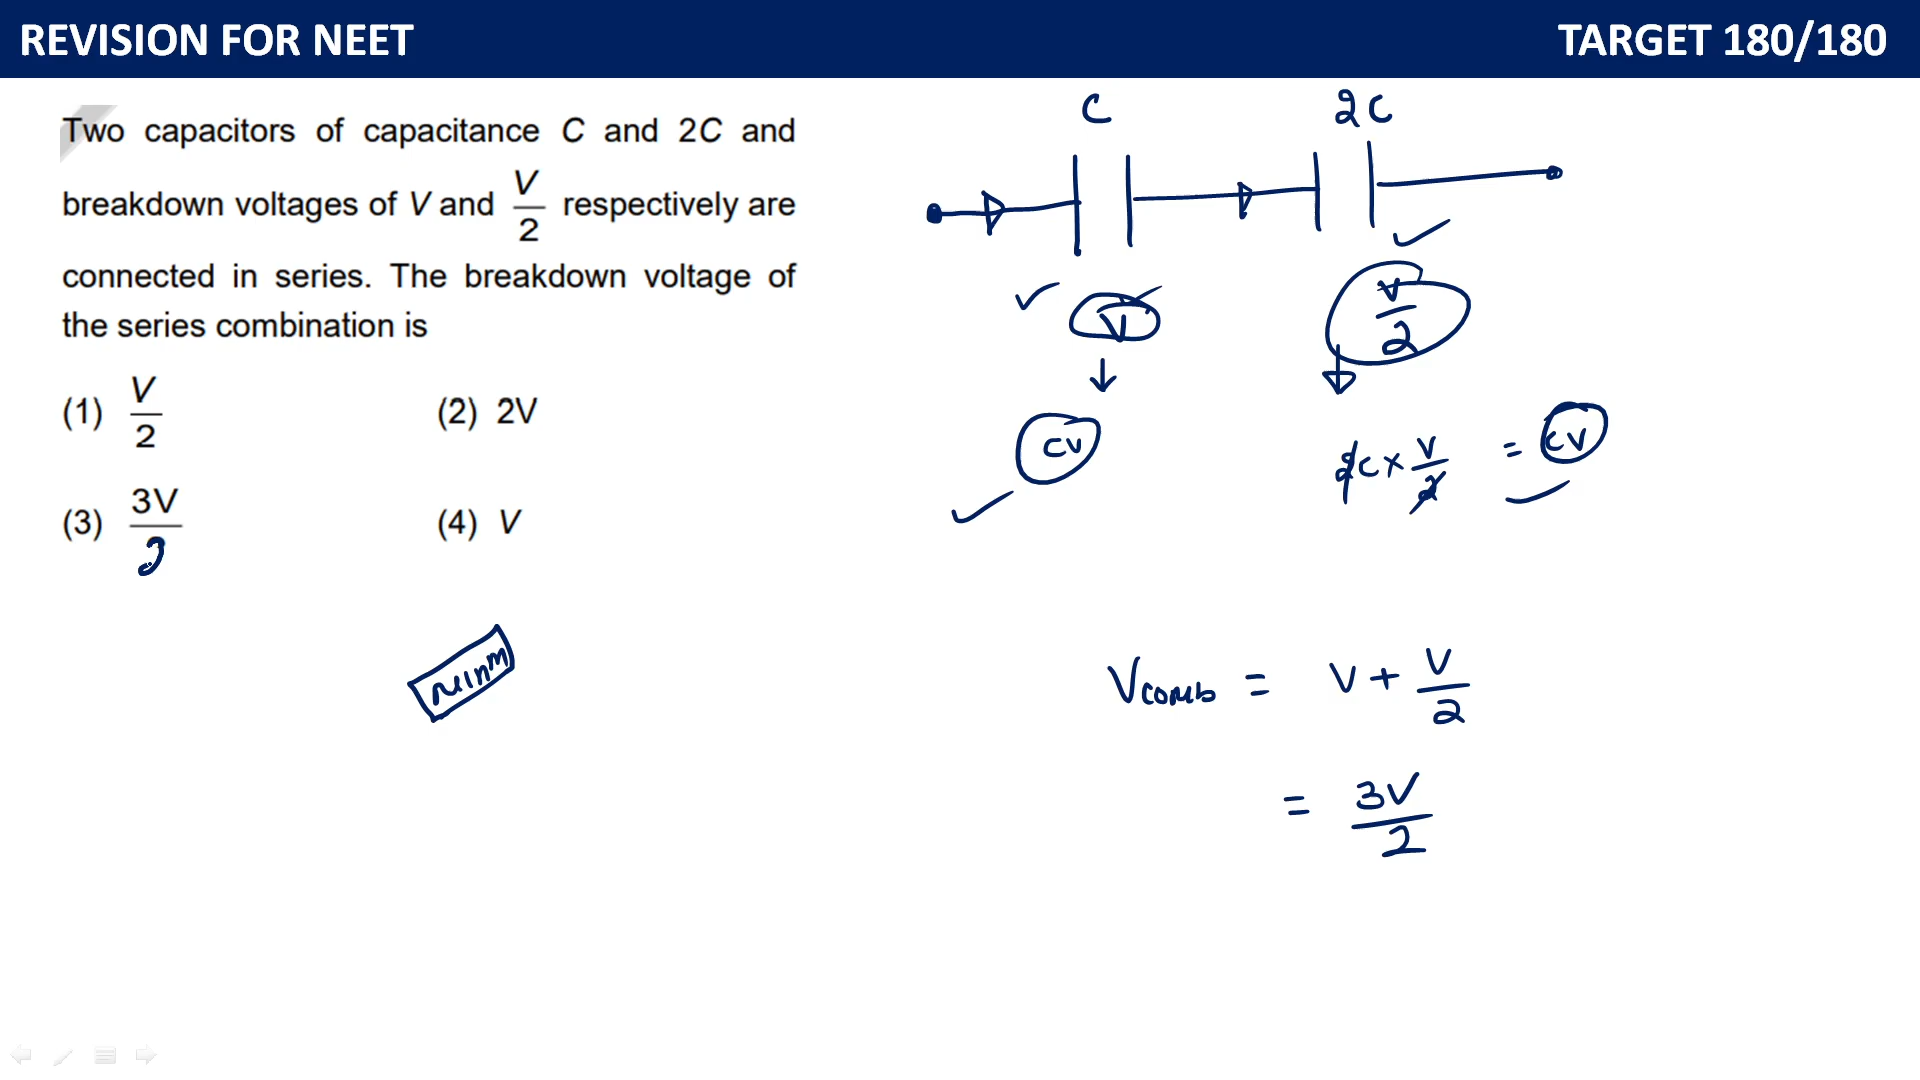 REVISION FOR NEET
TARGET 180/180
Two capacitors of capacitance C and 2C and
breakdown voltages of V and V/2 respectively are
connected in series. The breakdown voltage of
the series combination is
(1) V/2 (2) 2V
(3) 3V/2 (4) V
Minm
C 2C
V V/2
CV 2C × V/2 = CV
Vcomb = V + V/2
= 3V/2